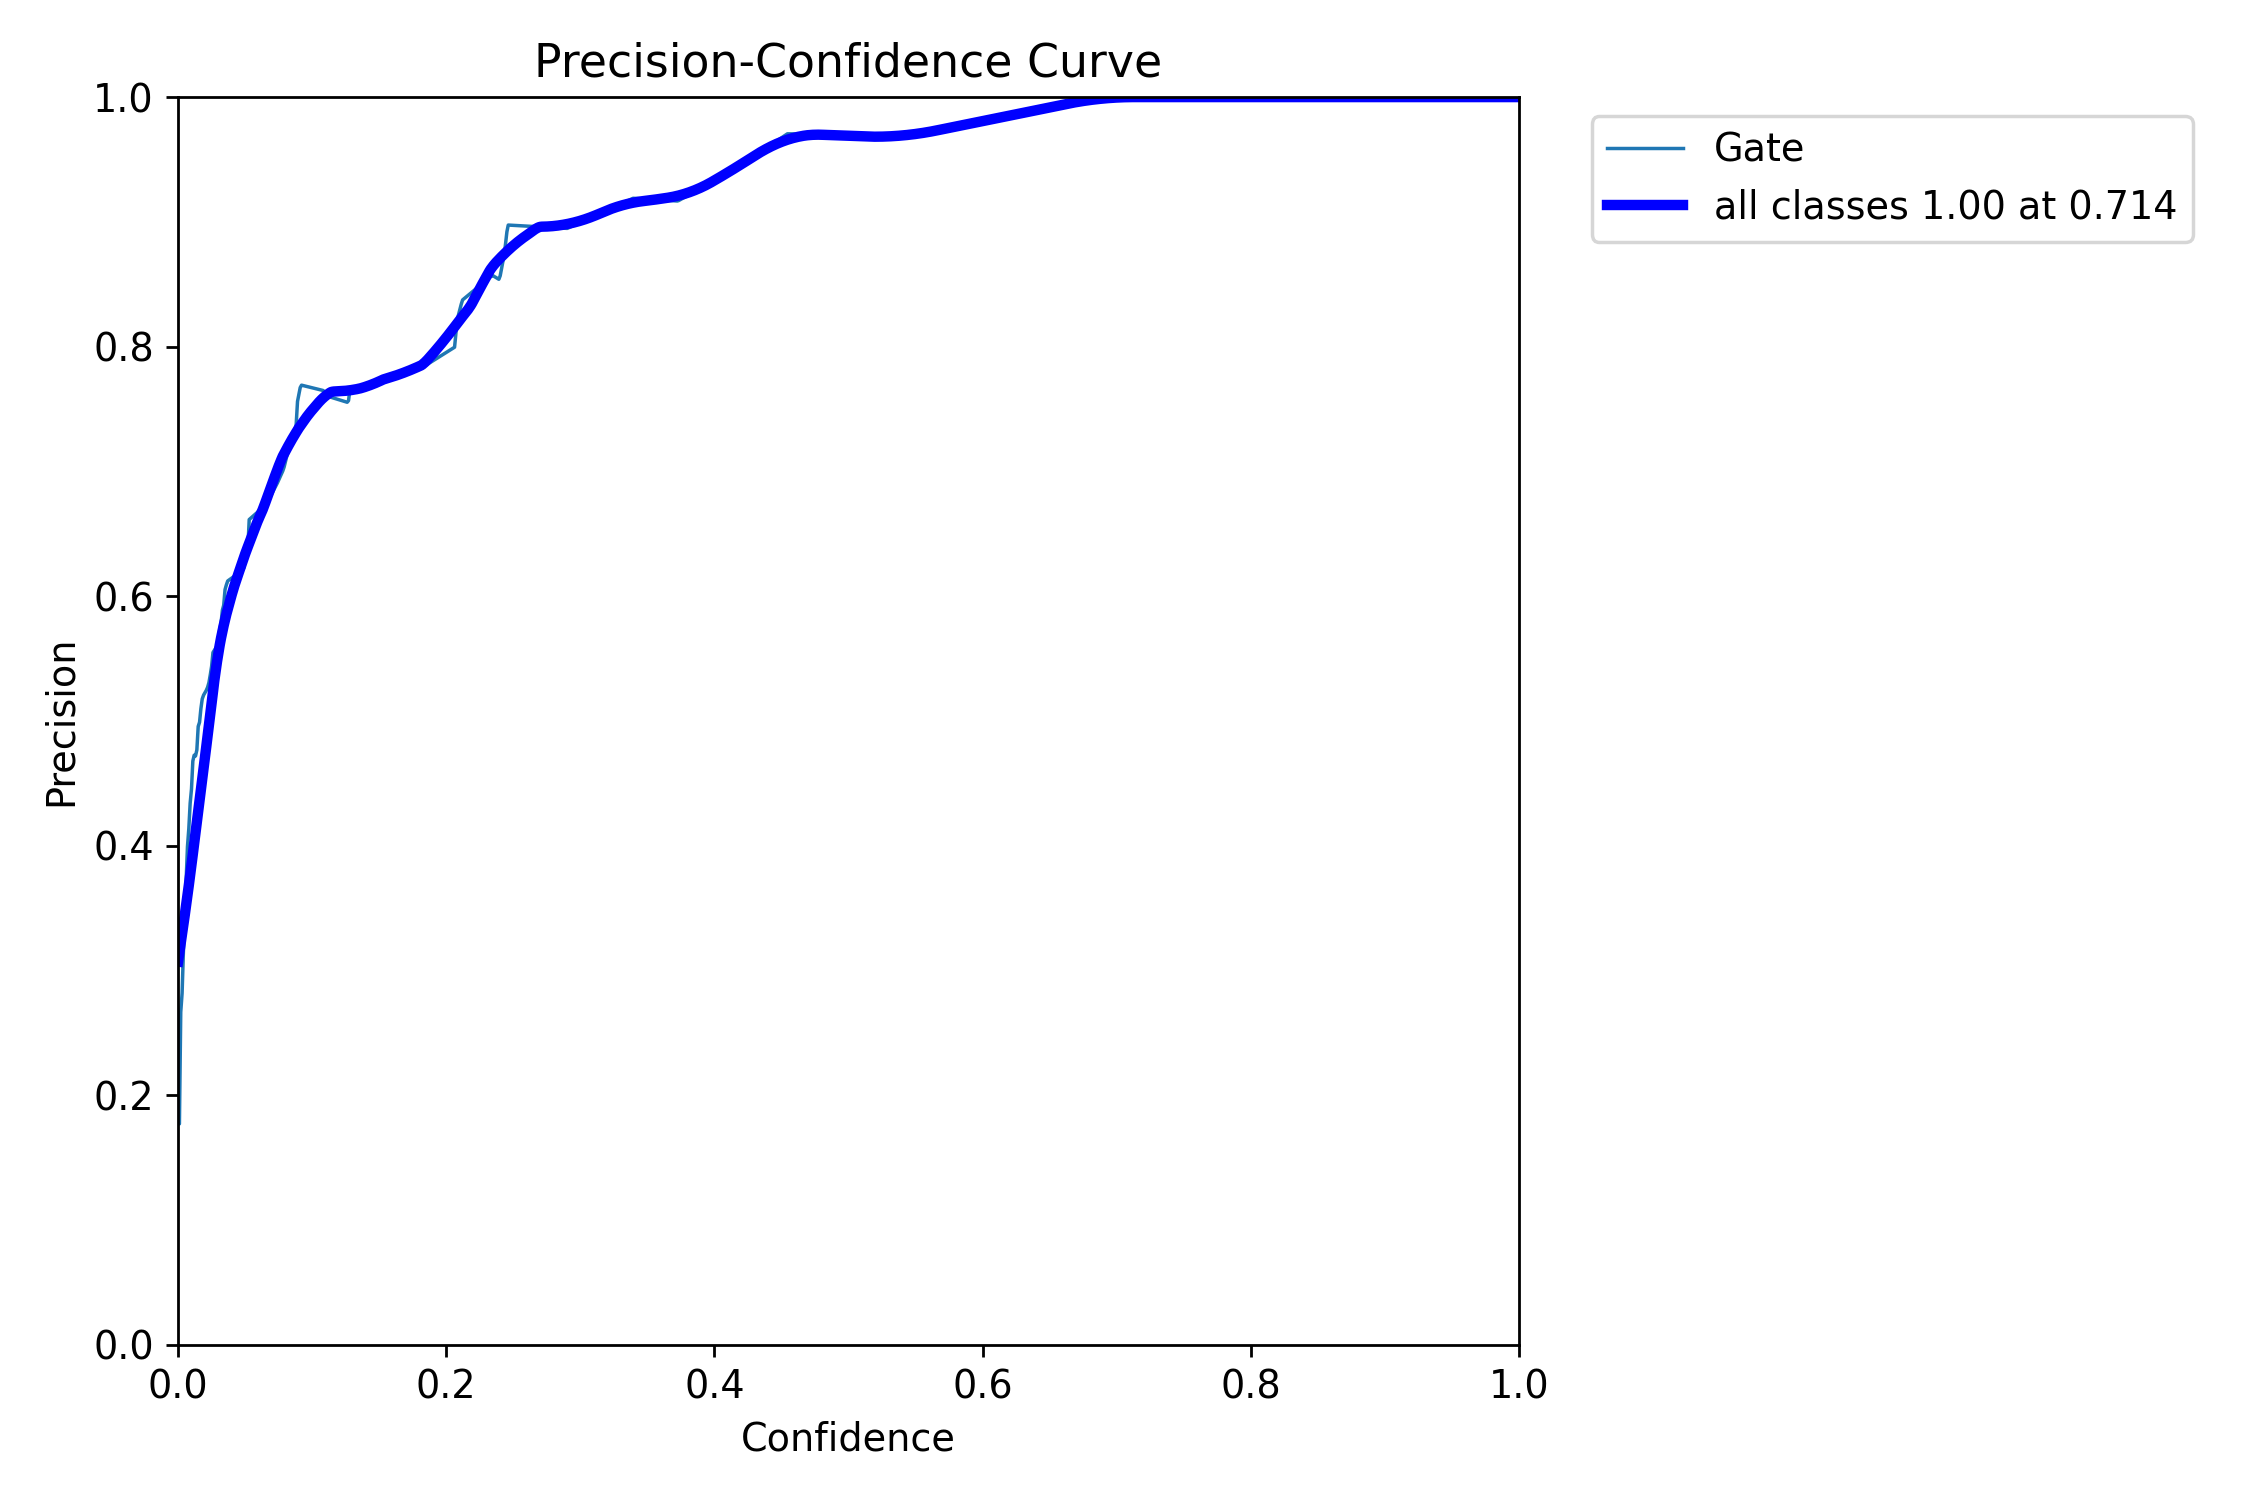 Precision-Confidence Curve
Gate
all classes 1.00 at 0.714
1.0
0.8
0.6
0.4
0.2
0.0
Precision
0.0 0.2 0.4 0.6 0.8 1.0
Confidence